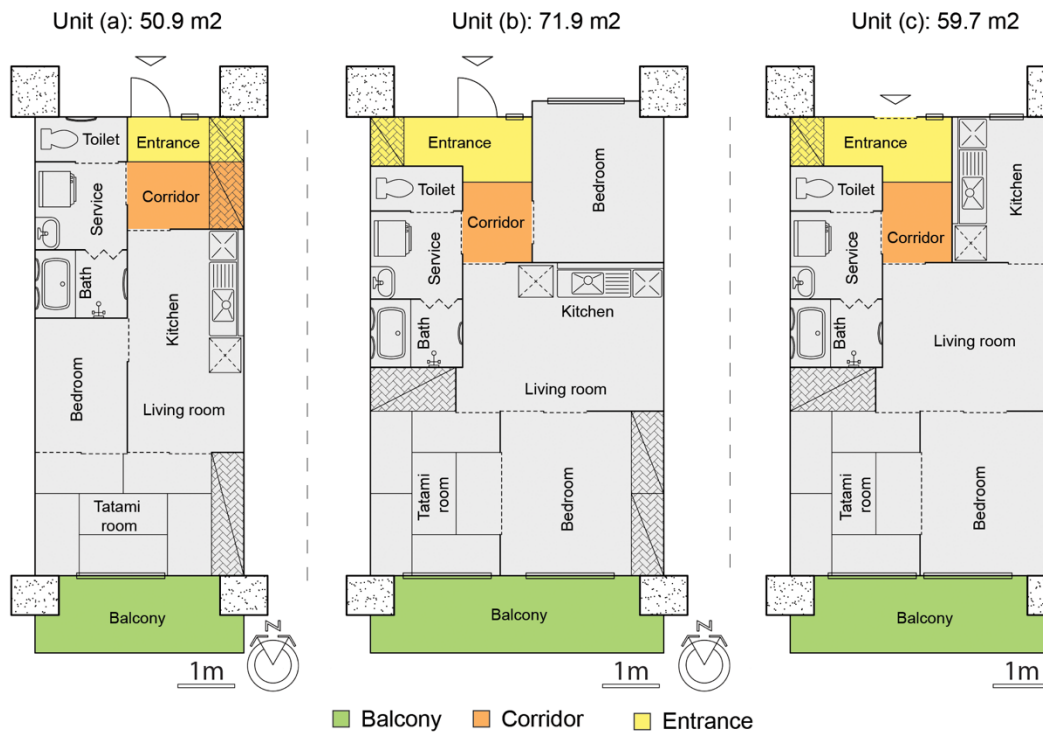 Unit (a): 50.9 m2
Toilet
Entrance
Service
Corridor
Bath
Kitchen
Bedroom
Living room
Tatami
room
Balcony
1m
N
Unit (b): 71.9 m2
Entrance
Bedroom
Toilet
Corridor
Service
Kitchen
Bath
Living room
Tatami
room
Bedroom
Balcony
1m
N
Unit (c): 59.7 m2
Entrance
Kitchen
Toilet
Corridor
Service
Bath
Living room
Tatami
room
Bedroom
Balcony
1m
Balcony
Corridor
Entrance